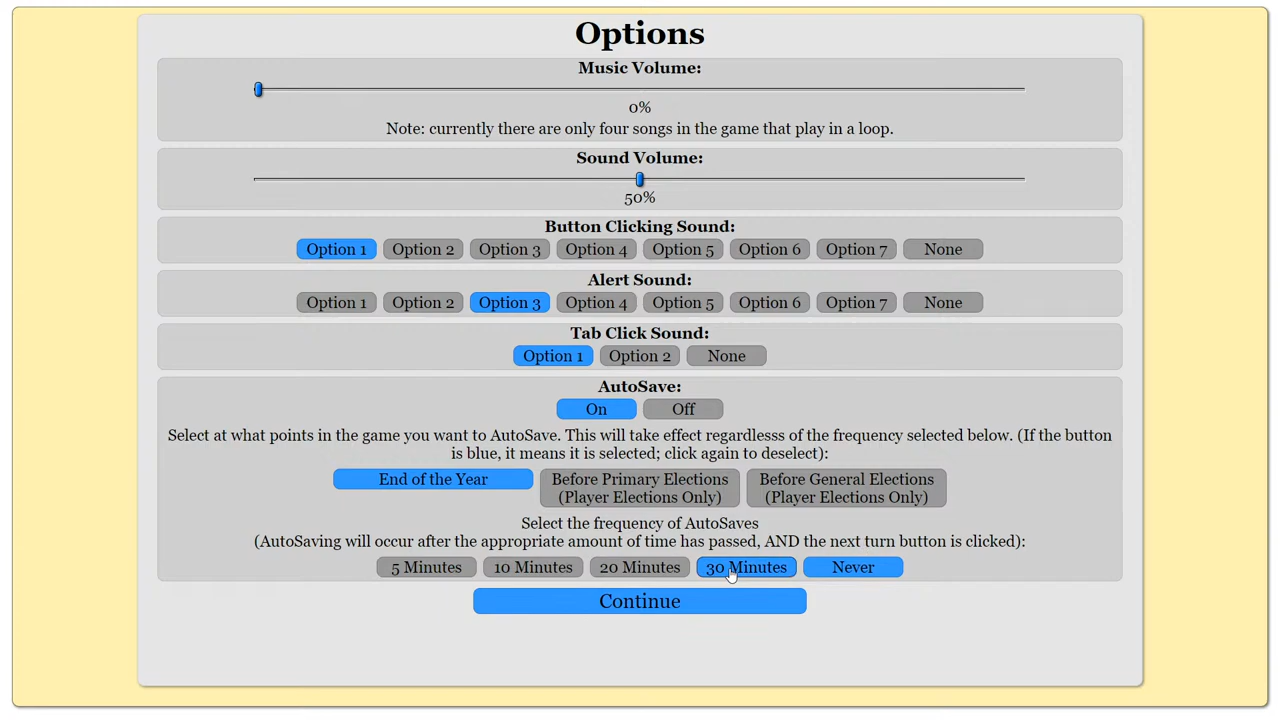 Options
Music Volume:
0%
Note: currently there are only four songs in the game that play in a loop.
Sound Volume:
50%
Button Clicking Sound:
Option 1 Option 2 Option 3 Option 4 Option 5 Option 6 Option 7 None
Alert Sound:
Option 1 Option 2 Option 3 Option 4 Option 5 Option 6 Option 7 None
Tab Click Sound:
Option 1 Option 2 None
AutoSave:
On Off
Select at what points in the game you want to AutoSave. This will take effect regardlesss of the frequency selected below. (If the button
is blue, it means it is selected; click again to deselect):
End of the Year Before Primary Elections Before General Elections
(Player Elections Only) (Player Elections Only)
Select the frequency of AutoSaves
(AutoSaving will occur after the appropriate amount of time has passed, AND the next turn button is clicked):
5 Minutes 10 Minutes 20 Minutes 30 Minutes Never
Continue